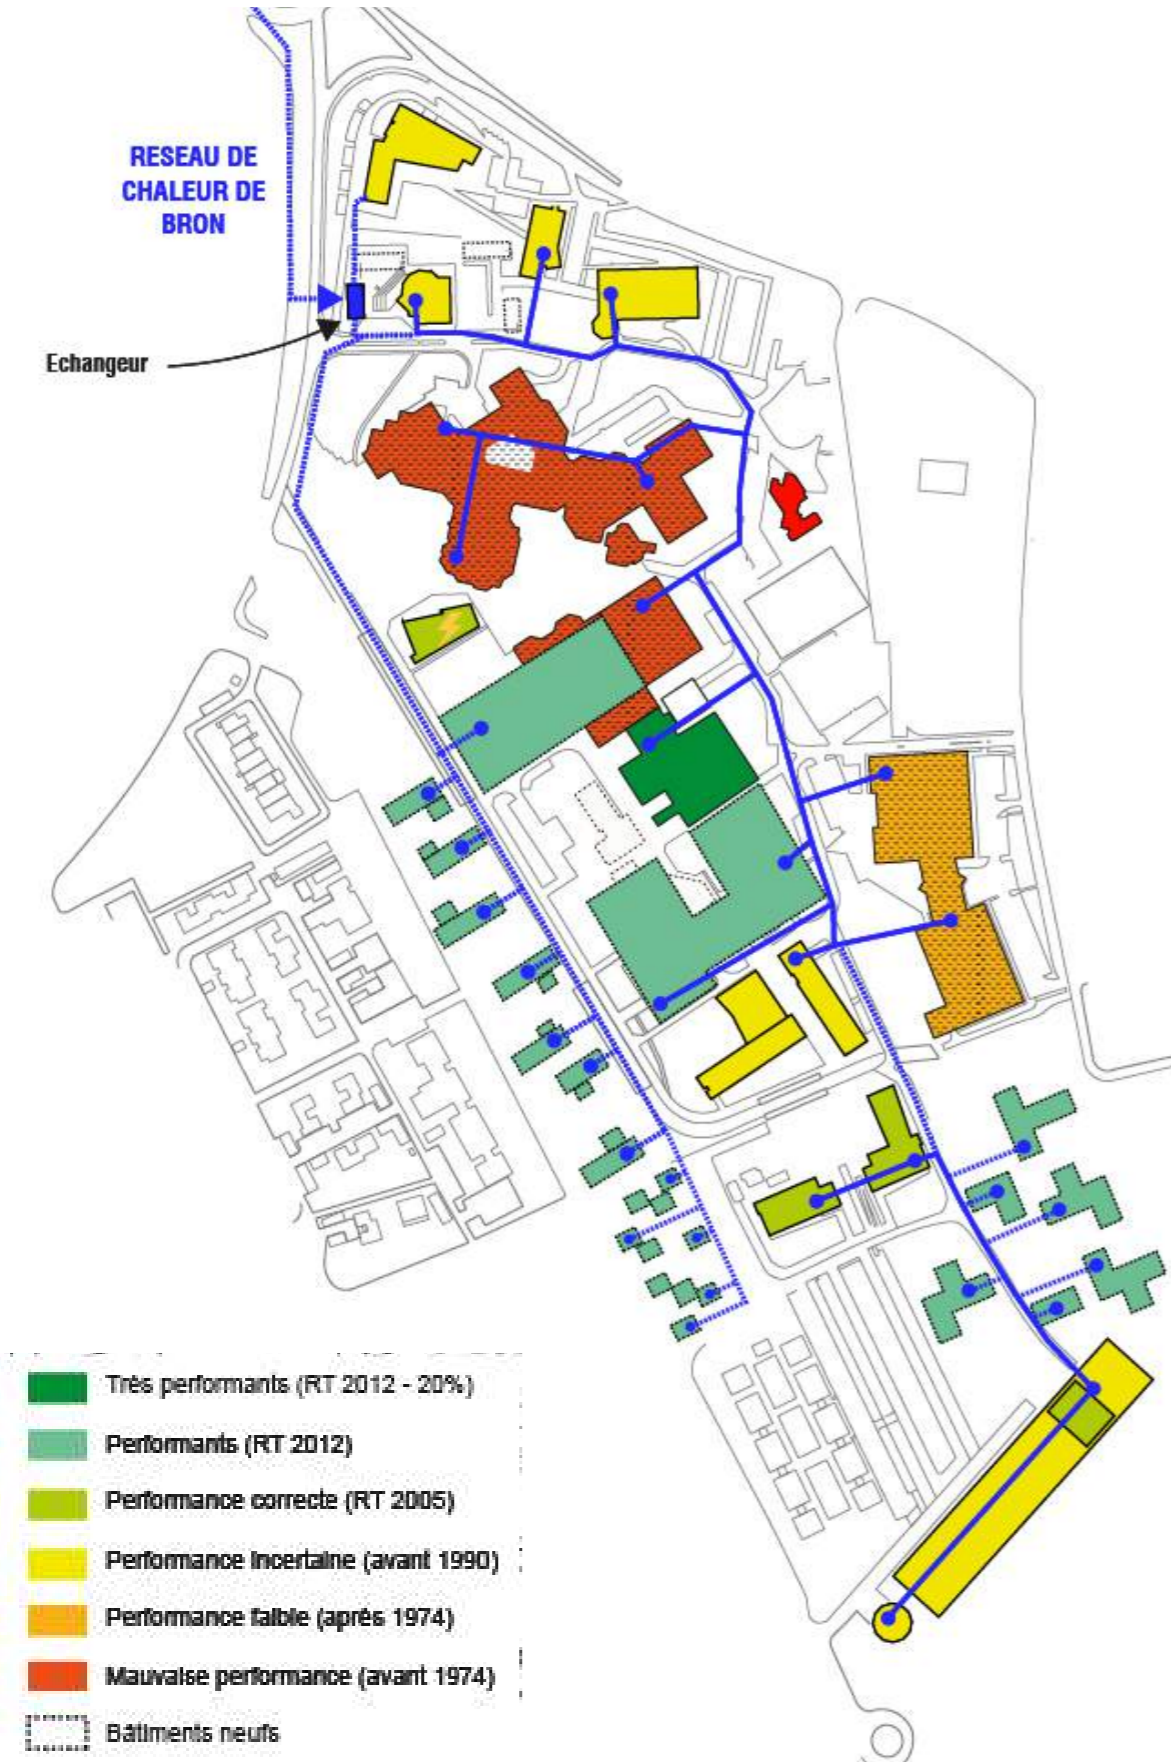 RESEAU DE
CHALEUR DE
BRON
Echangeur
Très performants (RT 2012 - 20%)
Performants (RT 2012)
Performance correcte (RT 2005)
Performance incertaine (avant 1990)
Performance faible (après 1974)
Mauvaise performance (avant 1974)
Bâtiments neufs